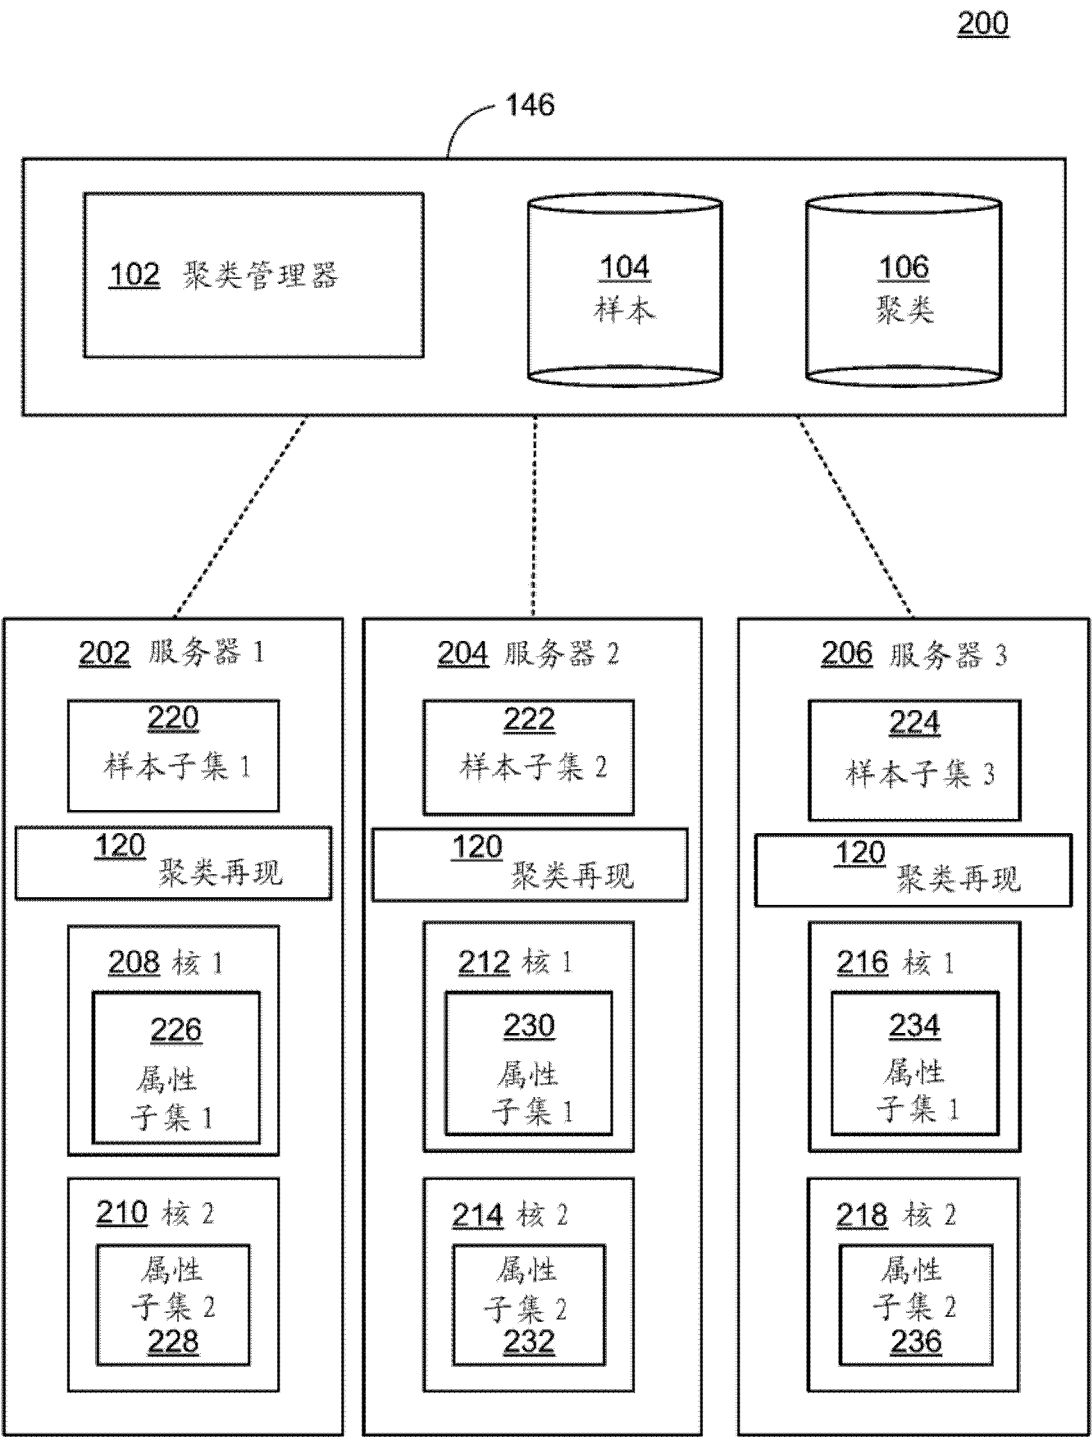 200
146
102 聚类管理器
104
样本
106
聚类
202 服务器 1
220
样本子集 1
120
聚类再现
208 核 1
226
属性
子集 1
210 核 2
属性
子集 2
228
204 服务器 2
222
样本子集 2
120
聚类再现
212 核 1
230
属性
子集 1
214 核 2
属性
子集 2
232
206 服务器 3
224
样本子集 3
120
聚类再现
216 核 1
234
属性
子集 1
218 核 2
属性
子集 2
236